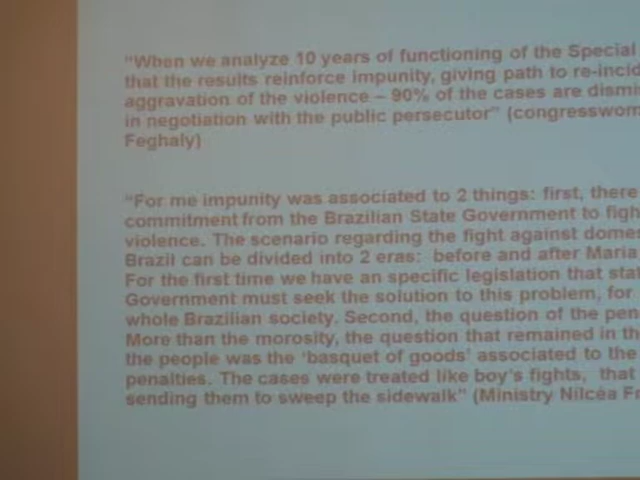 "When we analyze 10 years of functioning of the Special
that the results reinforce impunity, giving path to re-incid
aggravation of the violence – 90% of the cases are dismi
in negotiation with the public persecutor" (congresswom
Feghaly)
"For me impunity was associated to 2 things: first, there
commitment from the Brazilian State Government to figh
violence. The scenario regarding the fight against domes
Brazil can be divided into 2 eras: before and after Maria
For the first time we have an specific legislation that stat
Government must seek the solution to this problem, for
whole Brazilian society. Second, the question of the pen
More than the morosity, the question that remained in th
the people was the 'basquet of goods' associated to the
penalties. The cases were treated like boy's fights, that
sending them to sweep the sidewalk" (Ministry Nilcéa Fr